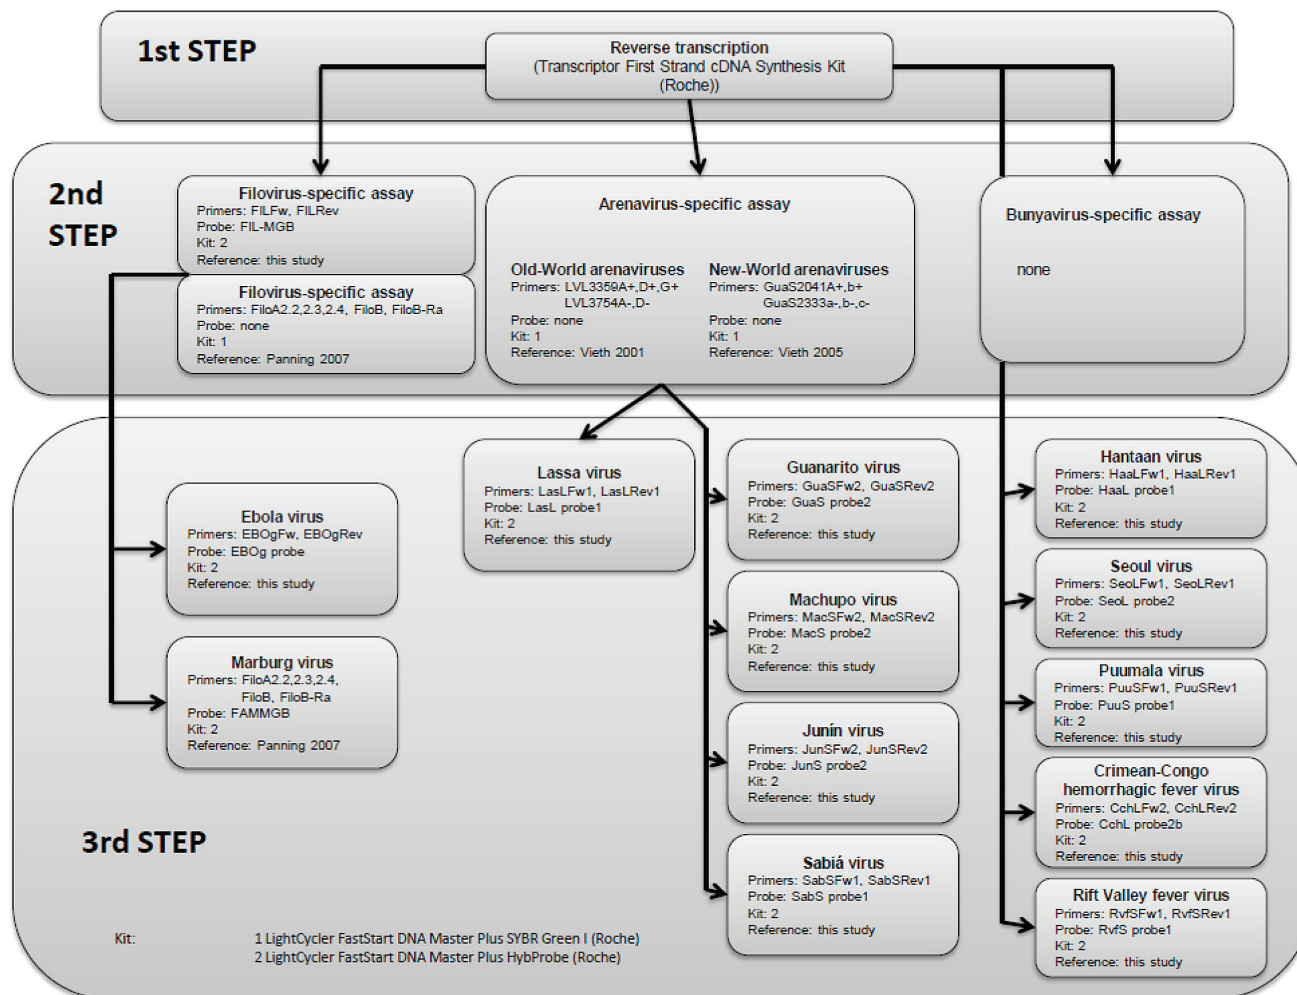 1st STEP
Reverse transcription
(Transcriptor First Strand cDNA Synthesis Kit
(Roche))
2nd
STEP
Filovirus-specific assay
Primers: FILFw, FILRev
Probe: FIL-MGB
Kit: 2
Reference: this study
Filovirus-specific assay
Primers: FiloA2.2,2.3,2.4, FiloB, FiloB-Ra
Probe: none
Kit: 1
Reference: Panning 2007
Arenavirus-specific assay
Old-World arenaviruses
Primers: LVL3359A+,D+,G+
LVL3754A-,D-
Probe: none
Kit: 1
Reference: Vieth 2001
New-World arenaviruses
Primers: GuaS2041A+,b+
GuaS2333a-,b-,c-
Probe: none
Kit: 1
Reference: Vieth 2005
Bunyavirus-specific assay
none
3rd STEP
Ebola virus
Primers: EBOgFw, EBOgRev
Probe: EBOg probe
Kit: 2
Reference: this study
Marburg virus
Primers: FiloA2.2,2.3,2.4,
FiloB, FiloB-Ra
Probe: FAMMGB
Kit: 2
Reference: Panning 2007
Lassa virus
Primers: LasLFw1, LasLRev1
Probe: LasL probe1
Kit: 2
Reference: this study
Guanarito virus
Primers: GuaSFw2, GuaSRev2
Probe: GuaS probe2
Kit: 2
Reference: this study
Machupo virus
Primers: MacSFw2, MacSRev2
Probe: MacS probe2
Kit: 2
Reference: this study
Junín virus
Primers: JunSFw2, JunSRev2
Probe: JunS probe2
Kit: 2
Reference: this study
Sabiá virus
Primers: SabSFw1, SabSRev1
Probe: SabS probe1
Kit: 2
Reference: this study
Hantaan virus
Primers: HaaLFw1, HaaLRev1
Probe: HaaL probe1
Kit: 2
Reference: this study
Seoul virus
Primers: SeoLFw1, SeoLRev1
Probe: SeoL probe2
Kit: 2
Reference: this study
Puumala virus
Primers: PuuSFw1, PuuSRev1
Probe: PuuS probe1
Kit: 2
Reference: this study
Crimean-Congo
hemorrhagic fever virus
Primers: CchLFw2, CchLRev2
Probe: CchL probe2b
Kit: 2
Reference: this study
Rift Valley fever virus
Primers: RvfSFw1, RvfSRev1
Probe: RvfS probe1
Kit: 2
Reference: this study
Kit: 1 LightCycler FastStart DNA Master Plus SYBR Green I (Roche)
2 LightCycler FastStart DNA Master Plus HybProbe (Roche)